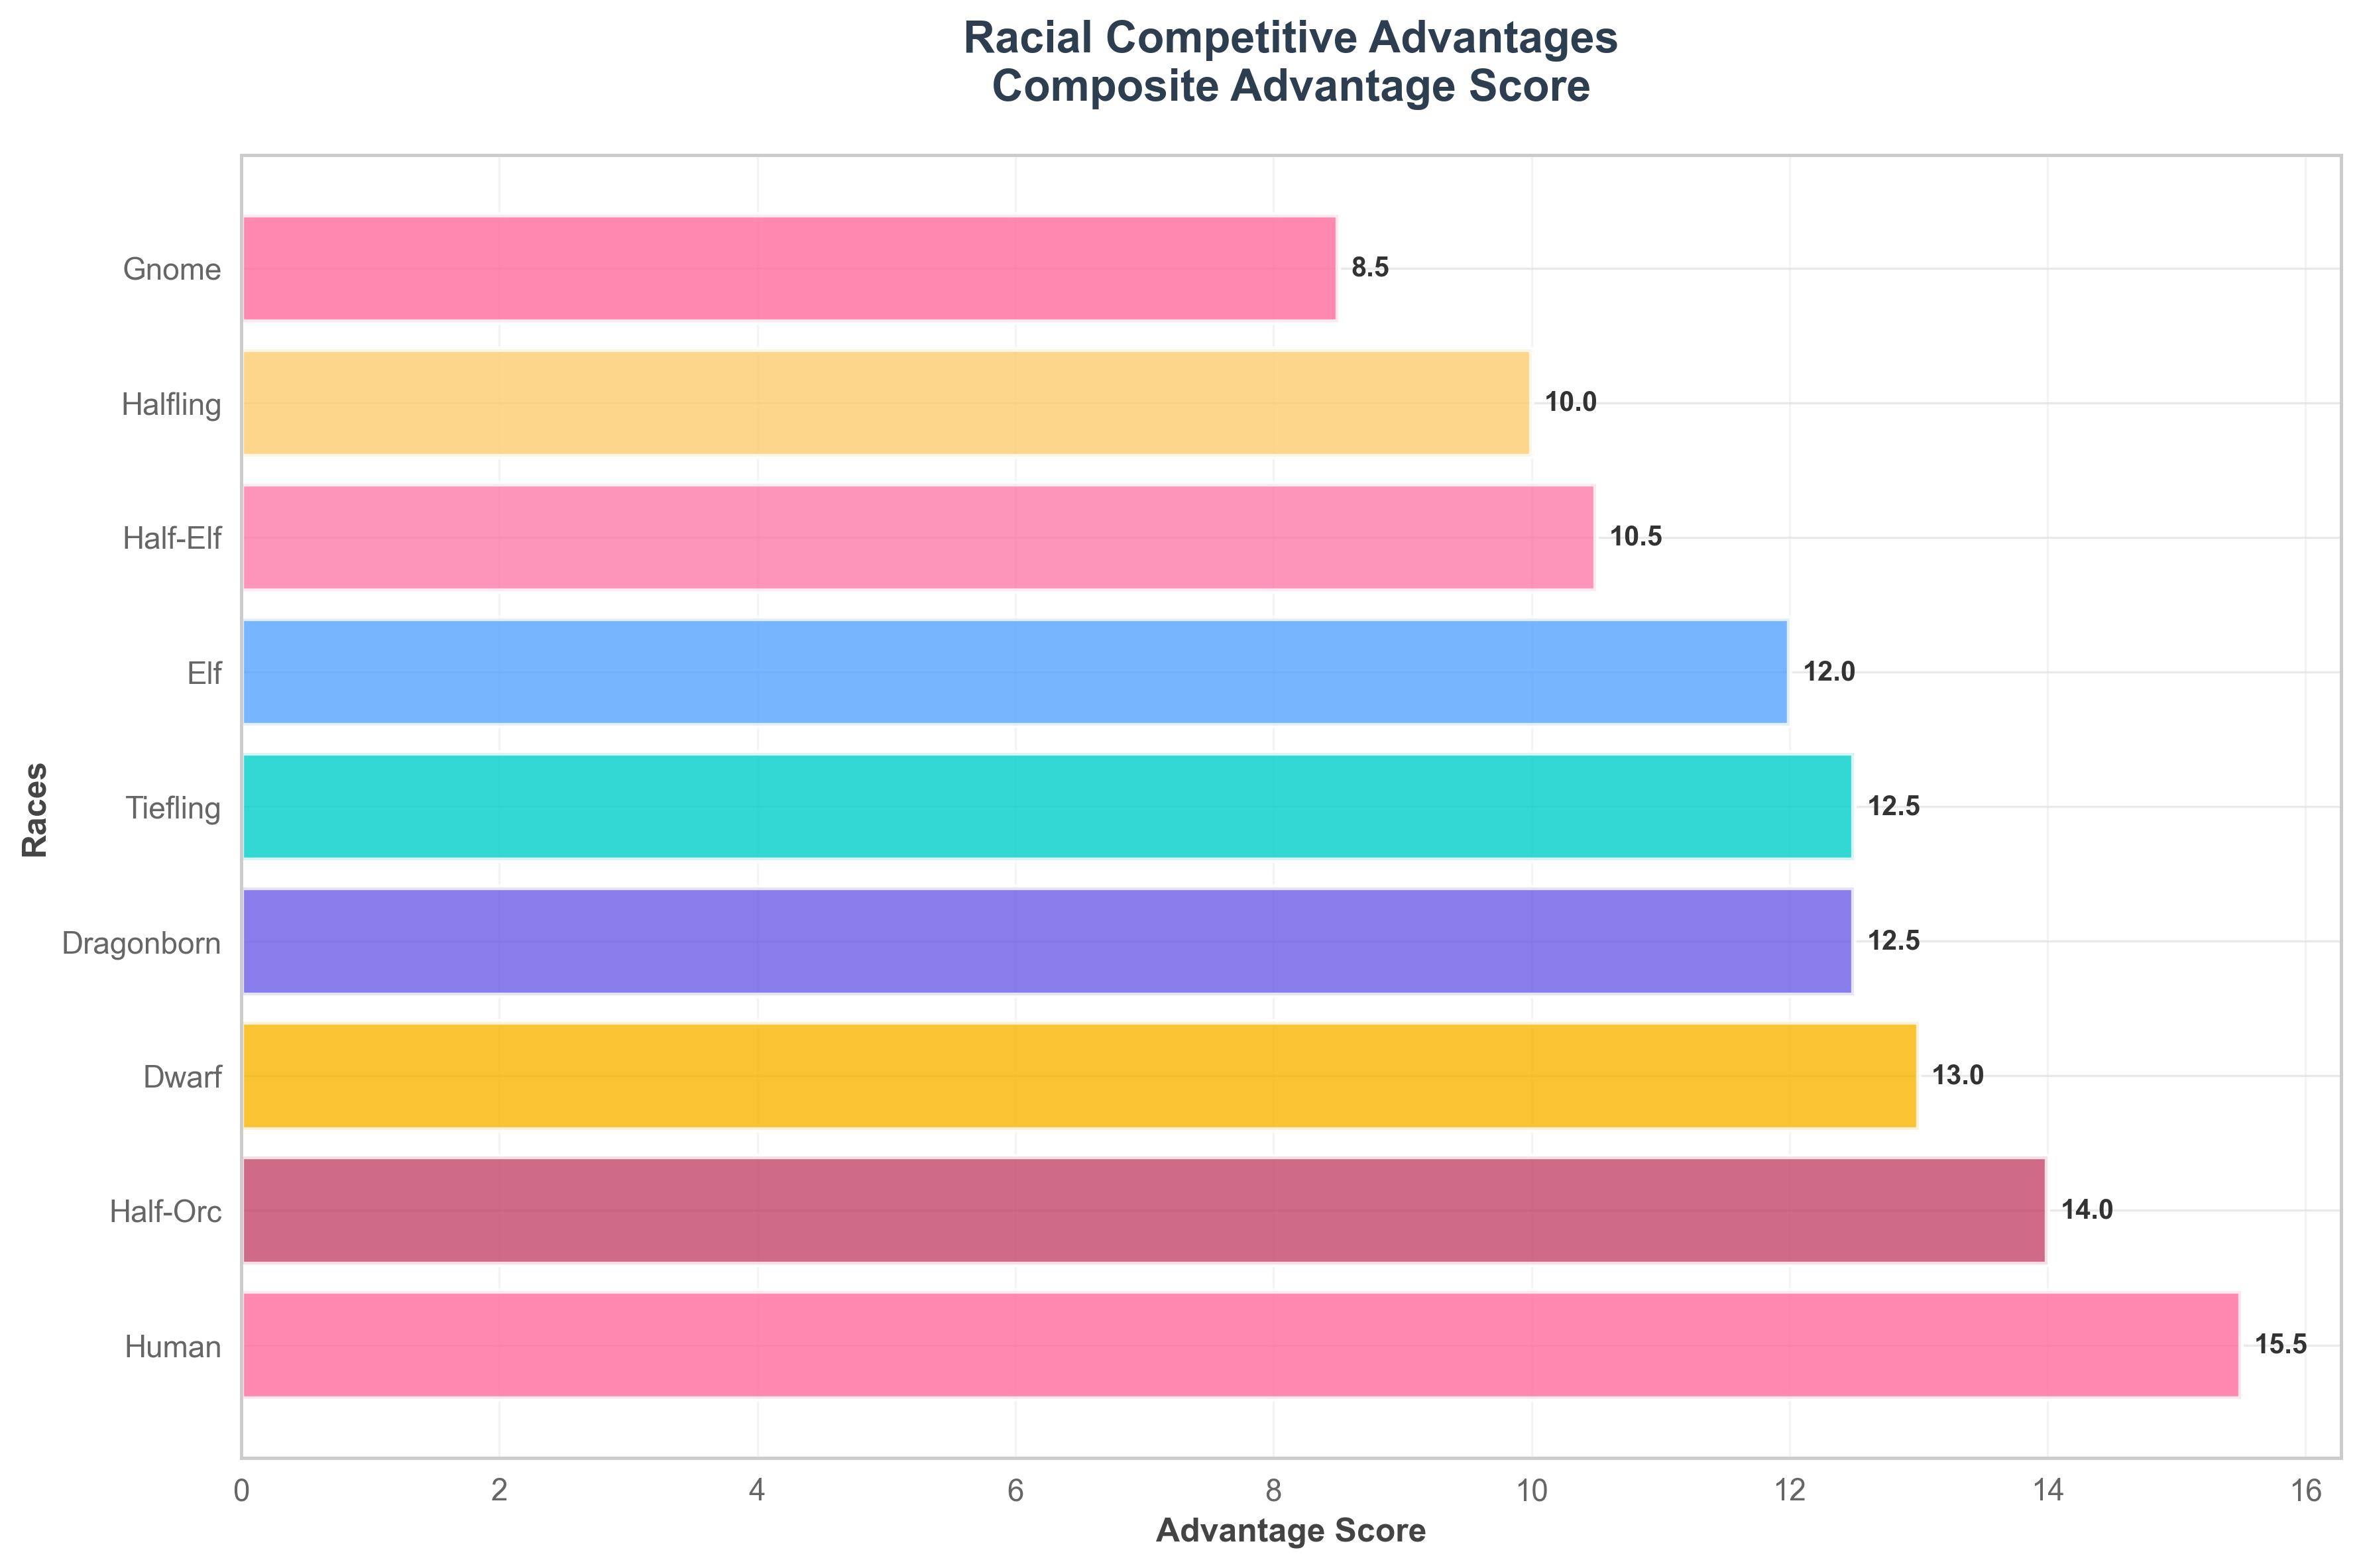 Racial Competitive Advantages
Composite Advantage Score
Races
Gnome 8.5
Halfling 10.0
Half-Elf 10.5
Elf 12.0
Tiefling 12.5
Dragonborn 12.5
Dwarf 13.0
Half-Orc 14.0
Human 15.5
0 2 4 6 8 10 12 14 16
Advantage Score